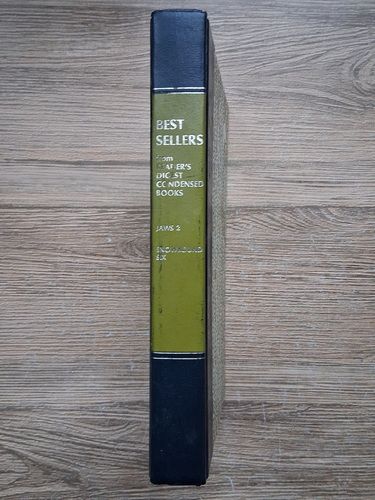 BEST
SELLERS
from
READER'S
DIGEST
CONDENSED
BOOKS
JAWS 2
SNOWBOUND
SIX